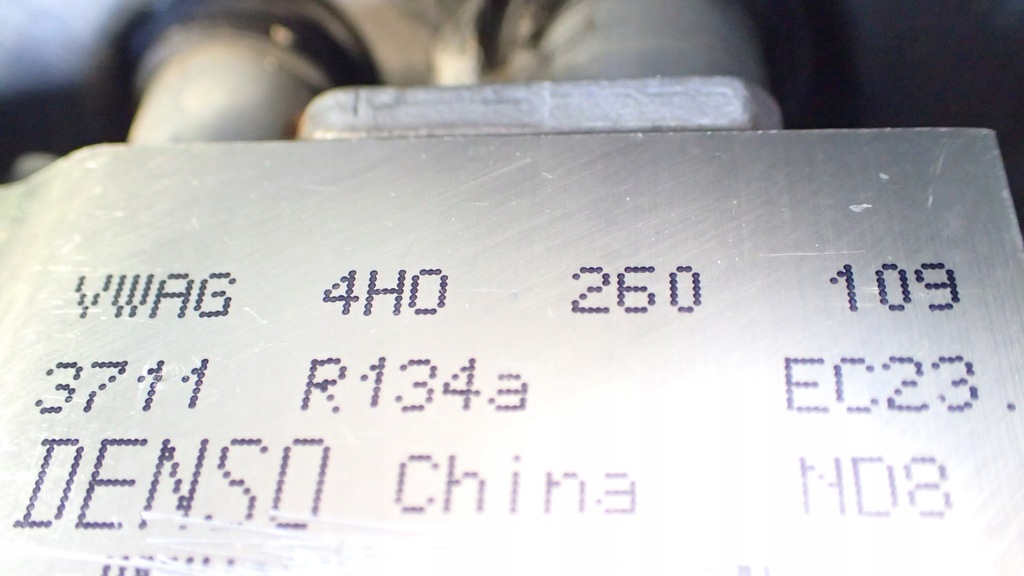 VWAG 4H0 260 109
3711 R134a EC23.
DENSO China ND8